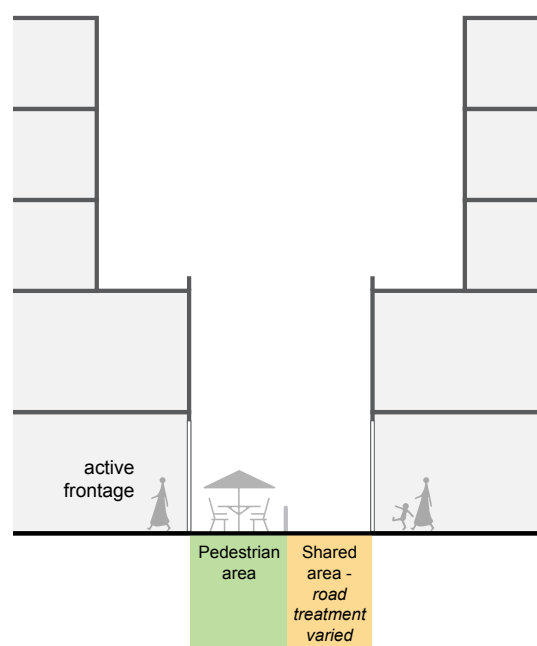 active
frontage
Pedestrian
area
Shared
area -
road
treatment
varied